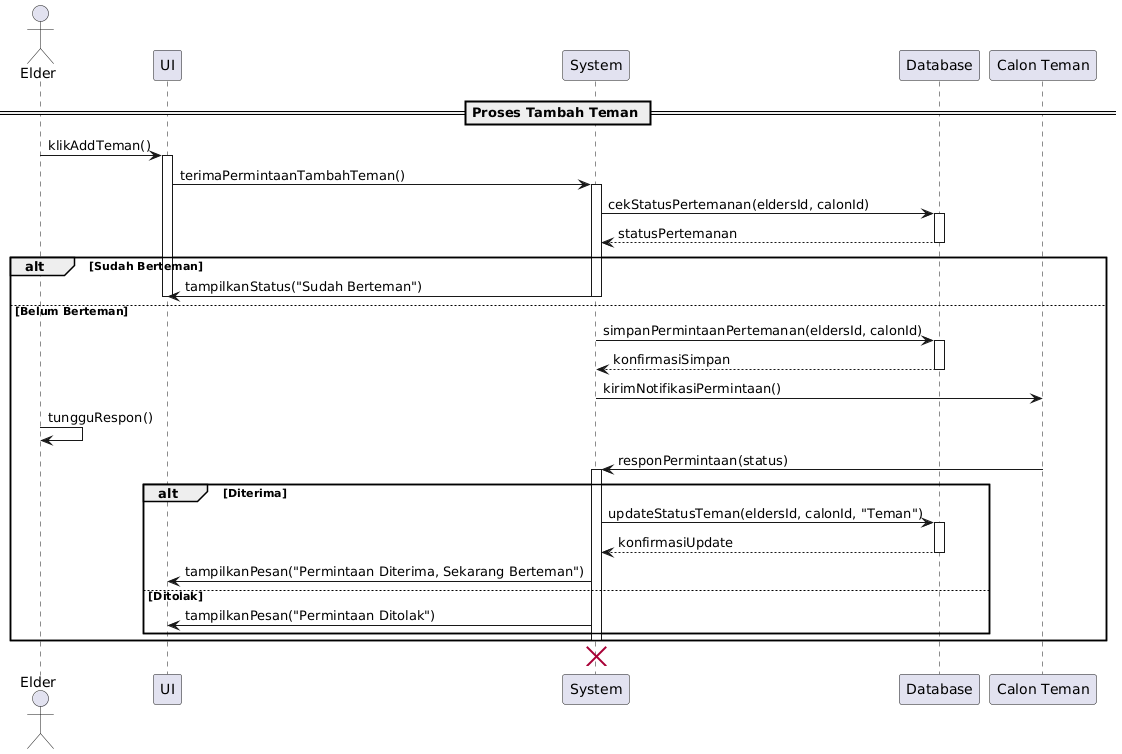 Elder
UI
System
Database
Calon Teman
Proses Tambah Teman
klikAddTeman()
terimaPermintaanTambahTeman()
cekStatusPertemanan(eldersId, calonId)
statusPertemanan
alt [Sudah Berteman]
tampilkanStatus("Sudah Berteman")
[Belum Berteman]
simpanPermintaanPertemanan(eldersId, calonId)
konfirmasiSimpan
kirimNotifikasiPermintaan()
tungguRespon()
responPermintaan(status)
alt [Diterima]
updateStatusTeman(eldersId, calonId, "Teman")
konfirmasiUpdate
tampilkanPesan("Permintaan Diterima, Sekarang Berteman")
[Ditolak]
tampilkanPesan("Permintaan Ditolak")
Elder
UI
System
Database
Calon Teman